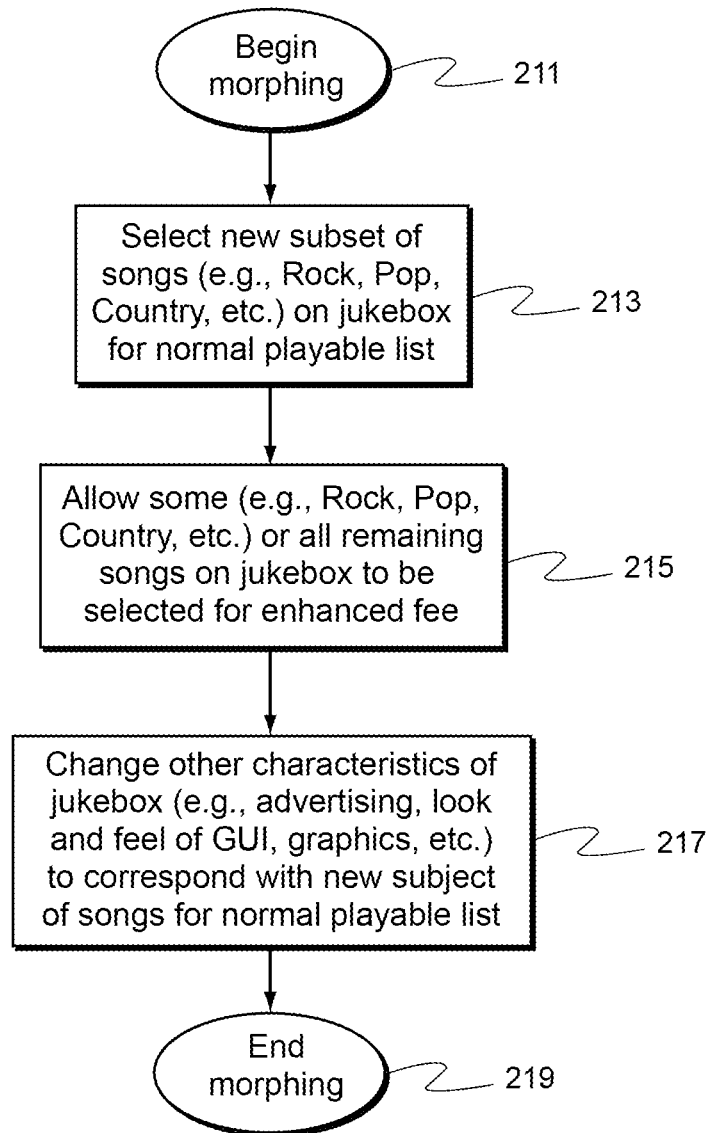 Begin
morphing
211
Select new subset of
songs (e.g., Rock, Pop,
Country, etc.) on jukebox
for normal playable list
213
Allow some (e.g., Rock, Pop,
Country, etc.) or all remaining
songs on jukebox to be
selected for enhanced fee
215
Change other characteristics of
jukebox (e.g., advertising, look
and feel of GUI, graphics, etc.)
to correspond with new subject
of songs for normal playable list
217
End
morphing
219